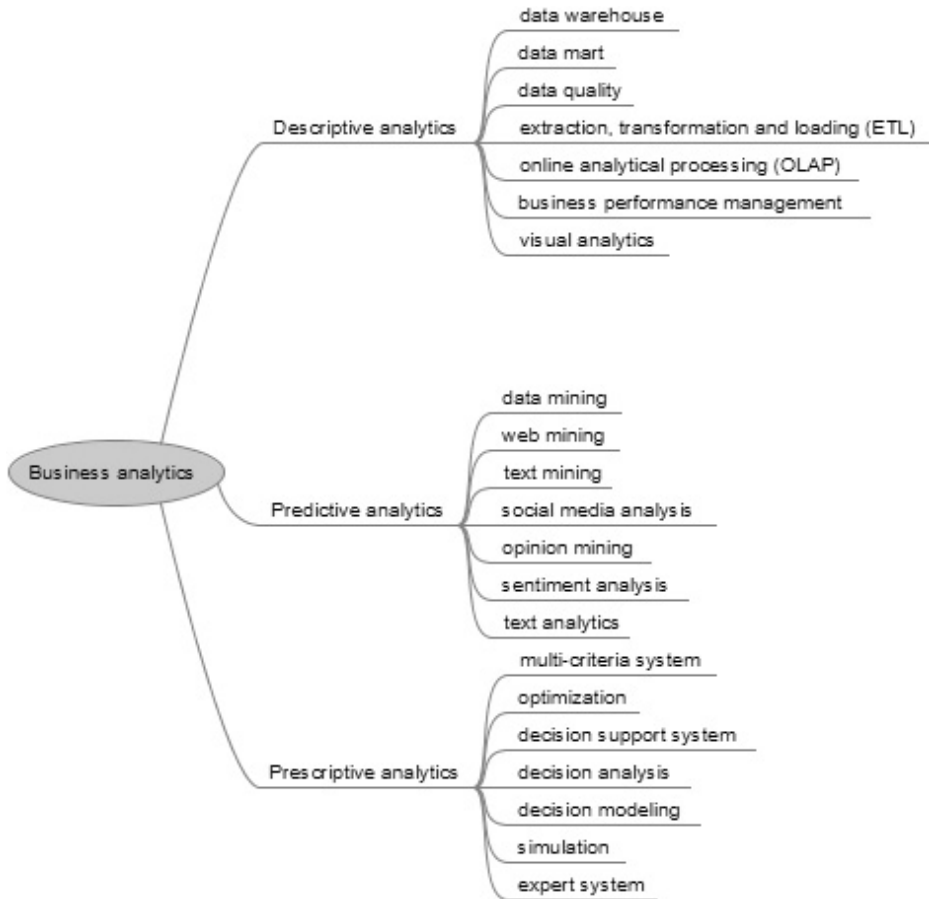 data warehouse
data mart
data quality
Descriptive analytics
extraction, transformation and loading (ETL)
online analytical processing (OLAP)
business performance management
visual analytics
data mining
web mining
Business analytics
text mining
Predictive analytics
social media analysis
opinion mining
sentiment analysis
text analytics
multi-criteria system
optimization
decision support system
Prescriptive analytics
decision analysis
decision modeling
simulation
expert system